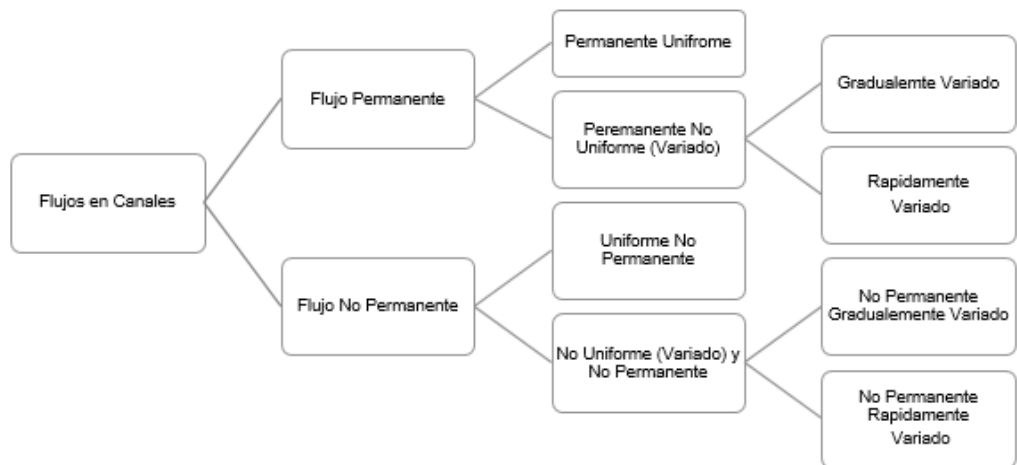 Flujos en Canales
Flujo Permanente
Permanente Unifrome
Peremanente No
Uniforme (Variado)
Gradualemte Variado
Rapidamente
Variado
Flujo No Permanente
Uniforme No
Permanente
No Uniforme (Variado) y
No Permanente
No Permanente
Gradualemente Variado
No Permanente
Rapidamente
Variado